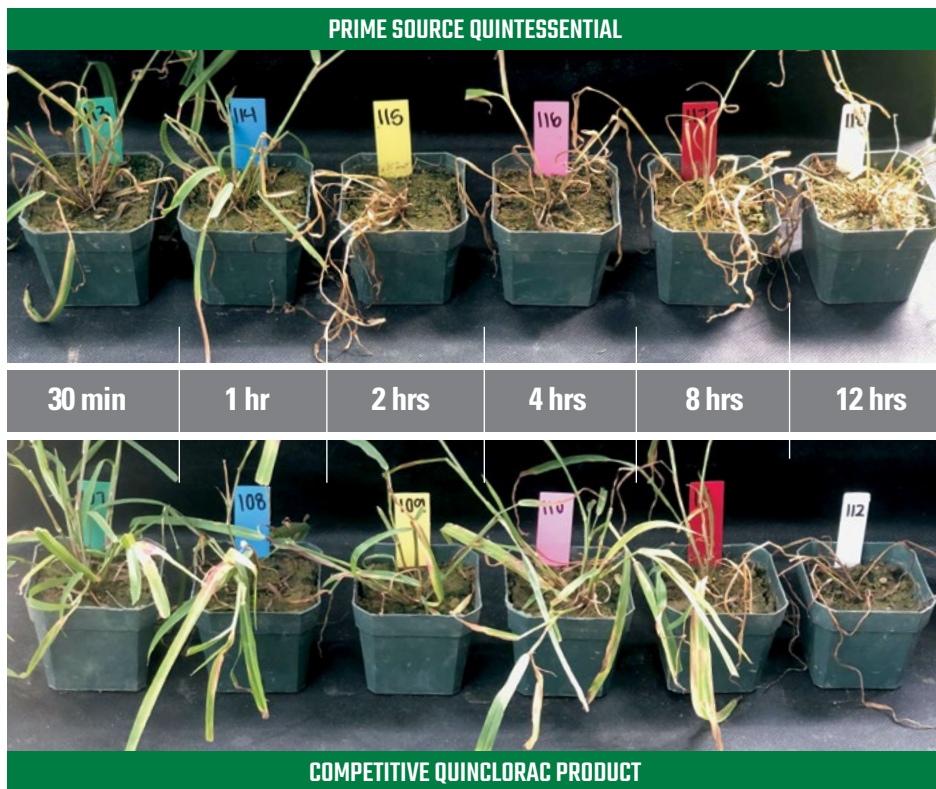 PRIME SOURCE QUINTESSENTIAL
114
115
116
30 min
1 hr
2 hrs
4 hrs
8 hrs
12 hrs
108
109
110
112
COMPETITIVE QUINCLORAC PRODUCT